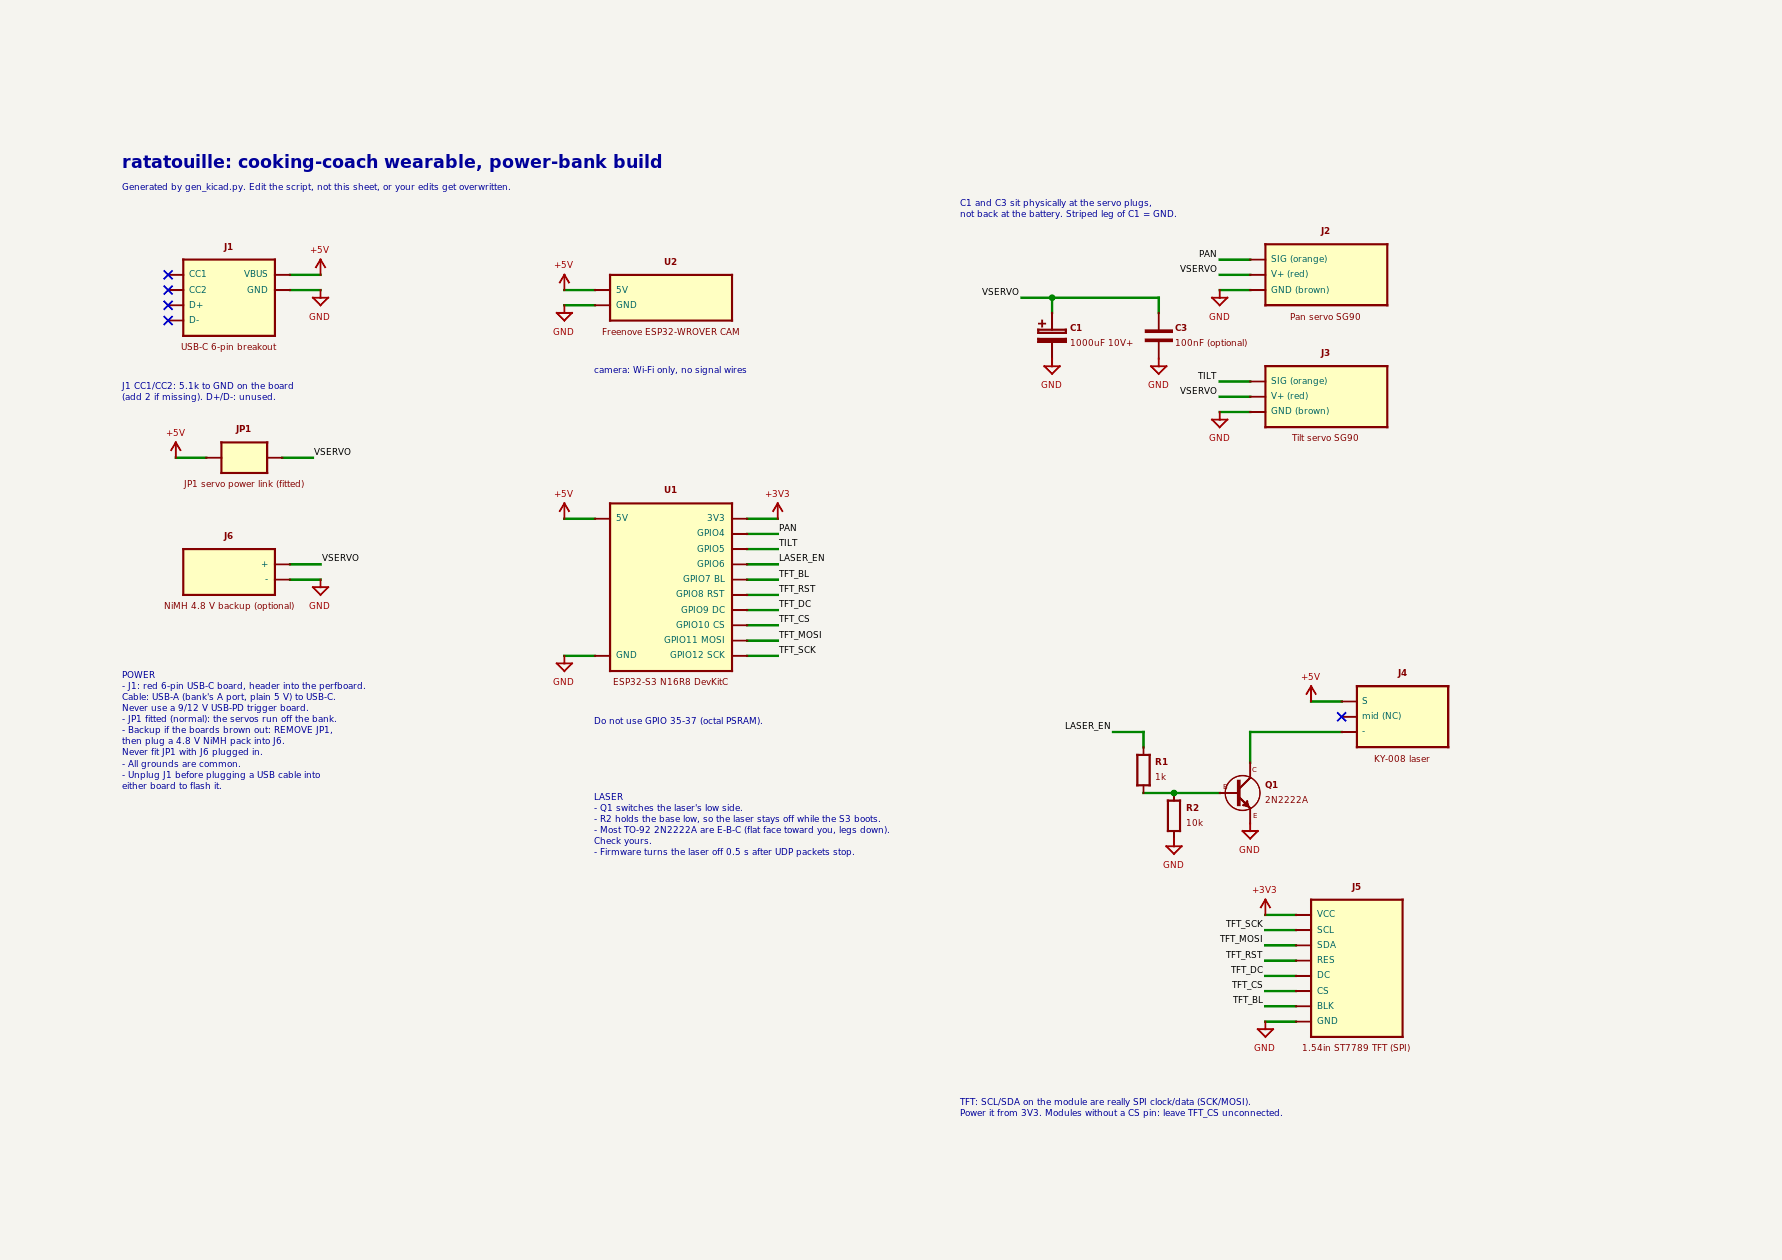 ratatouille: cooking-coach wearable, power-bank build
Generated by gen_kicad.py. Edit the script, not this sheet, or your edits get overwritten.
J1
+5V
CC1
CC2
D+
D-
VBUS
GND
GND
USB-C 6-pin breakout
J1 CC1/CC2: 5.1k to GND on the board
(add 2 if missing). D+/D-: unused.
+5V
JP1
VSERVO
JP1 servo power link (fitted)
J6
+
-
VSERVO
GND
NiMH 4.8 V backup (optional)
POWER
- J1: red 6-pin USB-C board, header into the perfboard.
Cable: USB-A (bank's A port, plain 5 V) to USB-C.
Never use a 9/12 V USB-PD trigger board.
- JP1 fitted (normal): the servos run off the bank.
- Backup if the boards brown out: REMOVE JP1,
then plug a 4.8 V NiMH pack into J6.
Never fit JP1 with J6 plugged in.
- All grounds are common.
- Unplug J1 before plugging a USB cable into
either board to flash it.
+5V
U2
5V
GND
GND
Freenove ESP32-WROVER CAM
camera: Wi-Fi only, no signal wires
+5V
U1
+3V3
5V
GND
3V3
GPIO4
GPIO5
GPIO6
GPIO7 BL
GPIO8 RST
GPIO9 DC
GPIO10 CS
GPIO11 MOSI
GPIO12 SCK
PAN
TILT
LASER_EN
TFT_BL
TFT_RST
TFT_DC
TFT_CS
TFT_MOSI
TFT_SCK
GND
ESP32-S3 N16R8 DevKitC
Do not use GPIO 35-37 (octal PSRAM).
LASER
- Q1 switches the laser's low side.
- R2 holds the base low, so the laser stays off while the S3 boots.
- Most TO-92 2N2222A are E-B-C (flat face toward you, legs down).
Check yours.
- Firmware turns the laser off 0.5 s after UDP packets stop.
C1 and C3 sit physically at the servo plugs,
not back at the battery. Striped leg of C1 = GND.
VSERVO
C1
1000uF 10V+
GND
C3
100nF (optional)
GND
J2
PAN
VSERVO
SIG (orange)
V+ (red)
GND (brown)
GND
Pan servo SG90
J3
TILT
VSERVO
SIG (orange)
V+ (red)
GND (brown)
GND
Tilt servo SG90
LASER_EN
R1
1k
R2
10k
GND
B
C
E
Q1
2N2222A
GND
+5V
J4
S
mid (NC)
-
KY-008 laser
+3V3
J5
TFT_SCK
TFT_MOSI
TFT_RST
TFT_DC
TFT_CS
TFT_BL
VCC
SCL
SDA
RES
DC
CS
BLK
GND
GND
1.54in ST7789 TFT (SPI)
TFT: SCL/SDA on the module are really SPI clock/data (SCK/MOSI).
Power it from 3V3. Modules without a CS pin: leave TFT_CS unconnected.